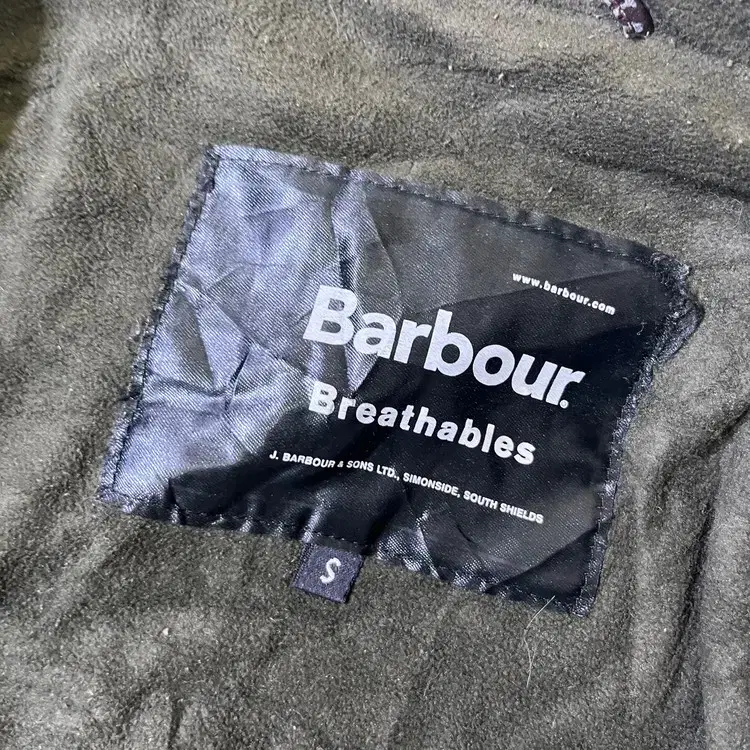 www.barbour.com
Barbour.
Breathables
J. BARBOUR & SONS LTD., SIMONSIDE, SOUTH SHIELDS
S